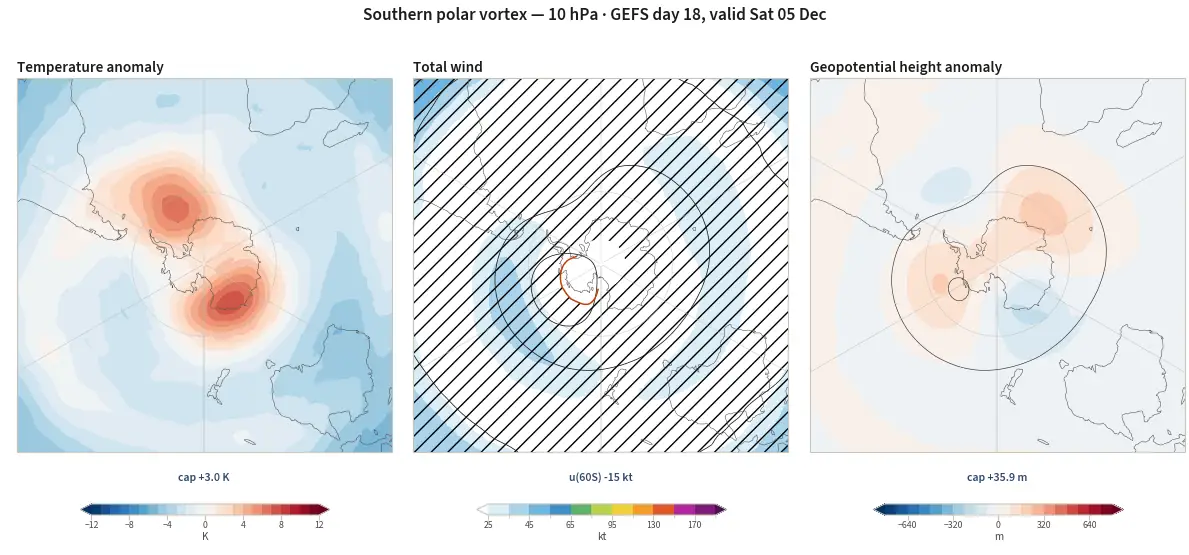 Southern polar vortex — 10 hPa · GEFS day 18, valid Sat 05 Dec
Temperature anomaly
Total wind
Geopotential height anomaly
cap +3.0 K
u(60S) -15 kt
cap +35.9 m
−12 −8 −4 0 4 8 12
K
25 45 65 95 130 170
kt
−640 −320 0 320 640
m